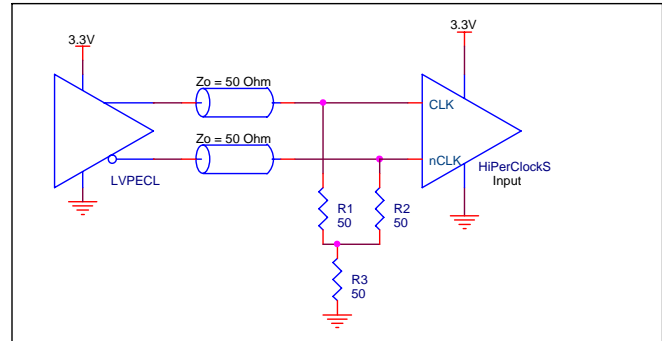 3.3V
3.3V
Zo = 50 Ohm
CLK
Zo = 50 Ohm
nCLK
LVPECL
HiPerClockS
Input
R1
50
R2
50
R3
50